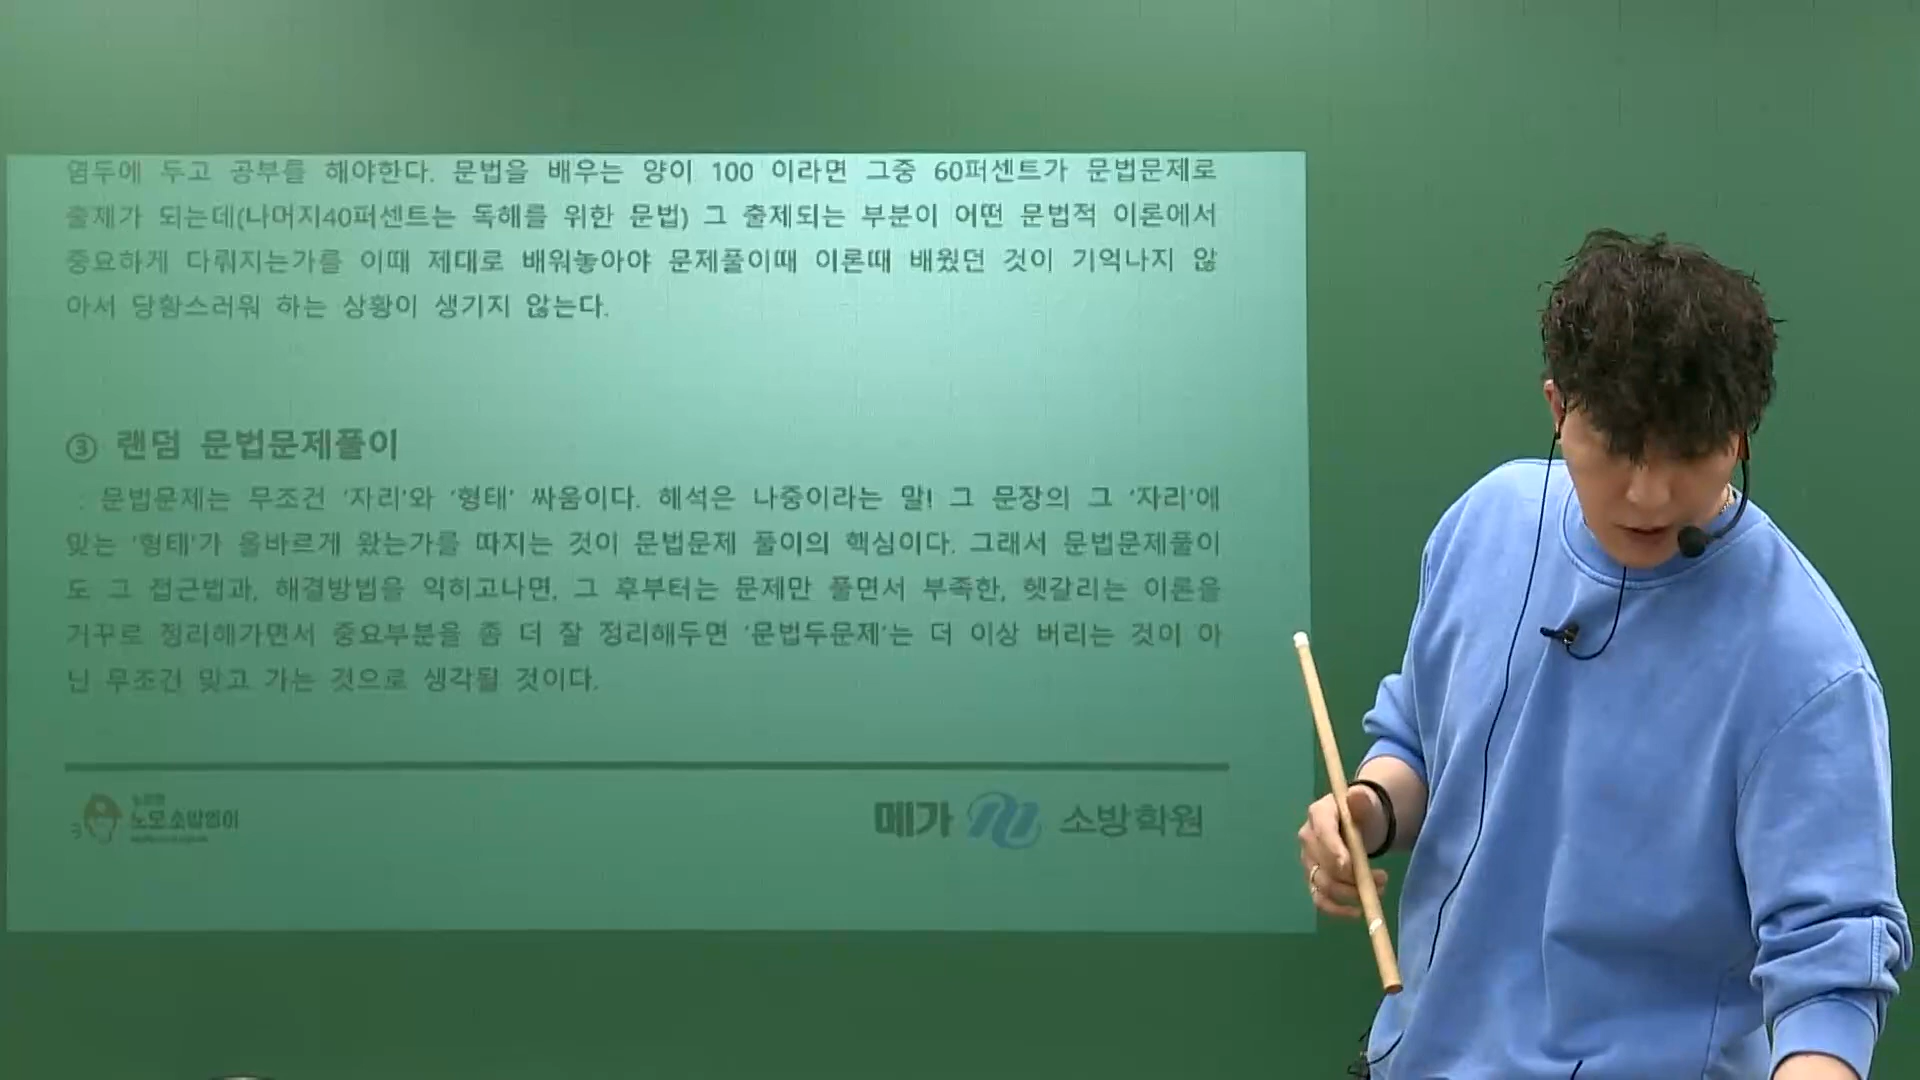 염두에 두고 공부를 해야한다. 문법을 배우는 양이 100 이라면 그중 60퍼센트가 문법문제로
출제가 되는데(나머지40퍼센트는 독해를 위한 문법) 그 출제되는 부분이 어떤 문법적 이론에서
중요하게 다뤄지는가를 이때 제대로 배워놓아야 문제풀이때 이론때 배웠던 것이 기억나지 않
아서 당황스러워 하는 상황이 생기지 않는다.
③ 랜덤 문법문제풀이
: 문법문제는 무조건 '자리'와 '형태' 싸움이다. 해석은 나중이라는 말! 그 문장의 그 '자리'에
맞는 '형태'가 올바르게 왔는가를 따지는 것이 문법문제 풀이의 핵심이다. 그래서 문법문제풀이
도 그 접근법과, 해결방법을 익히고나면, 그 후부터는 문제만 풀면서 부족한, 헷갈리는 이론을
거꾸로 정리해가면서 중요부분을 좀 더 잘 정리해두면 '문법두문제'는 더 이상 버리는 것이 아
닌 무조건 맞고 가는 것으로 생각될 것이다.
3
노모소방영어
메가 소방학원